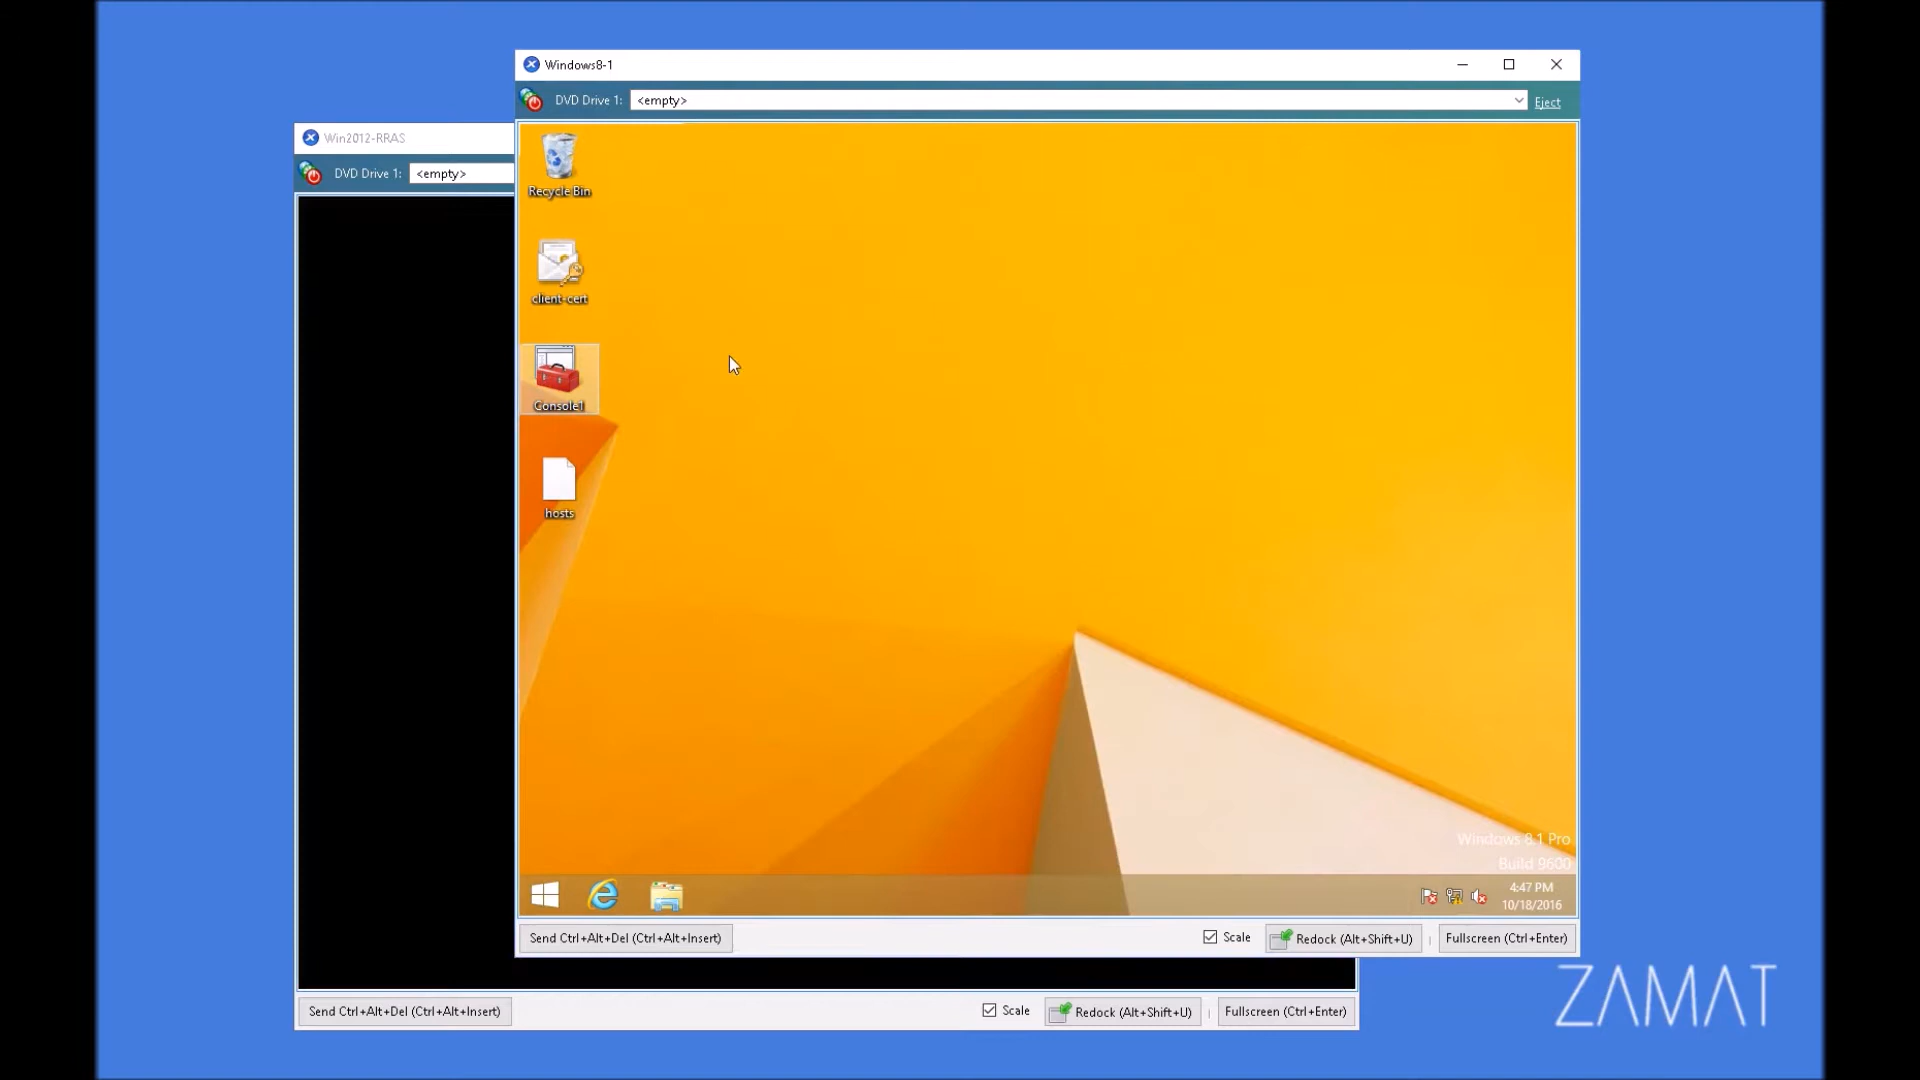 Windows8-1
DVD Drive 1:
<empty>
Eject
Win2012-RRAS
DVD Drive 1:
<empty>
Recycle Bin
client-cert
Console1
hosts
Windows 8.1 Pro
Build 9600
4:47 PM
10/18/2016
Send Ctrl+Alt+Del (Ctrl+Alt+Insert)
Scale
Redock (Alt+Shift+U)
Fullscreen (Ctrl+Enter)
Send Ctrl+Alt+Del (Ctrl+Alt+Insert)
Scale
Redock (Alt+Shift+U)
Fullscreen (Ctrl+Enter)
ZAMAT